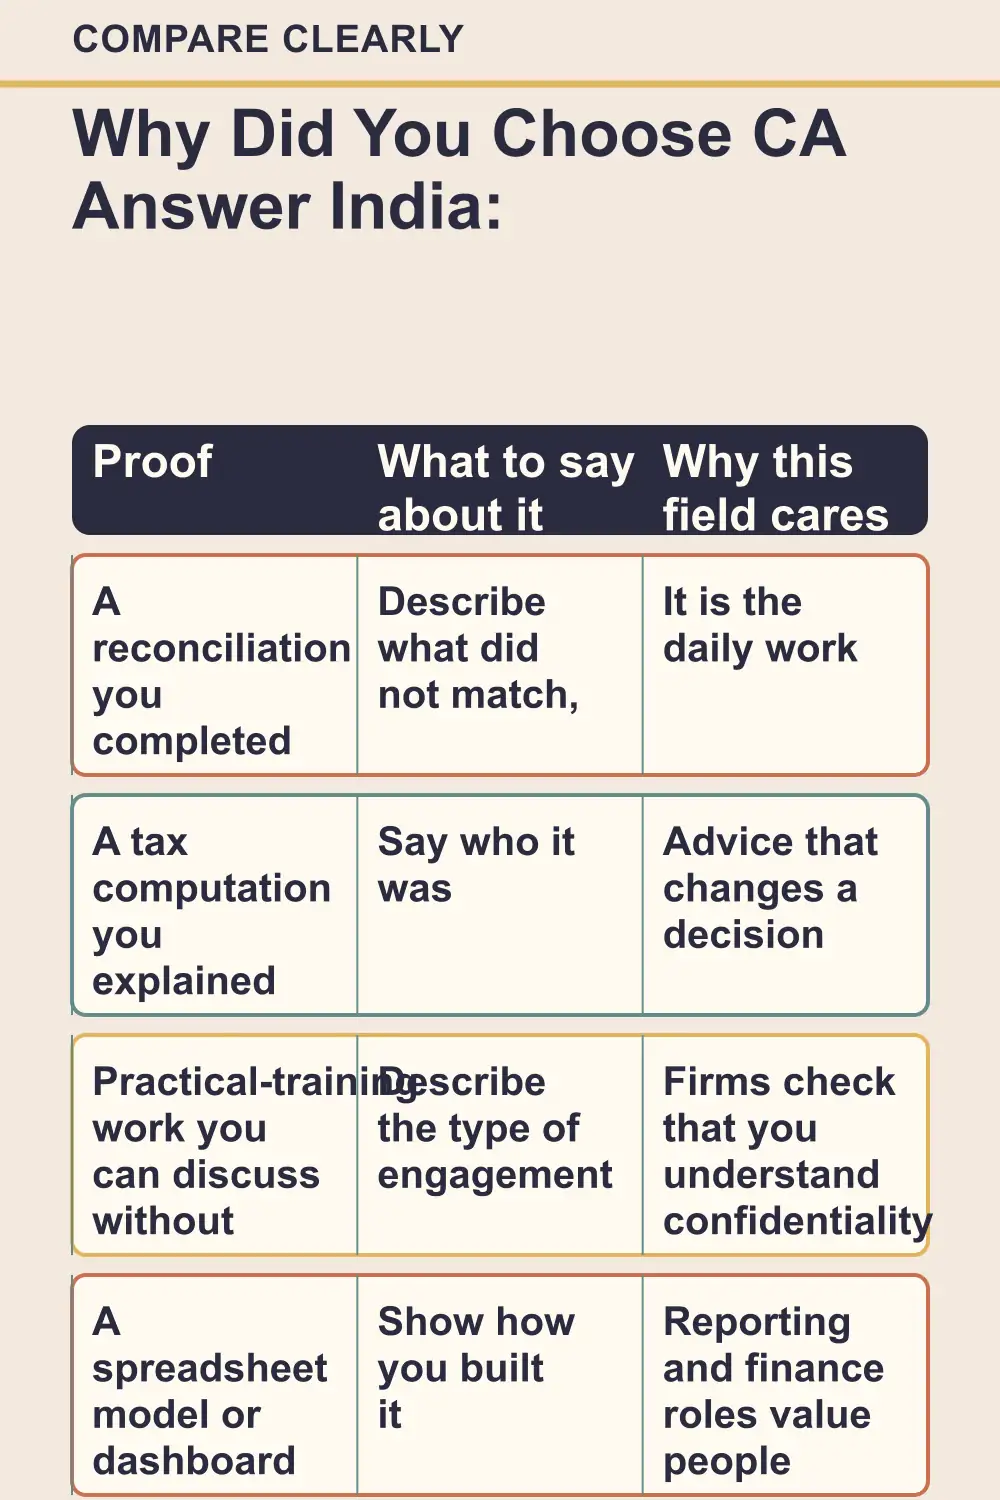 COMPARE CLEARLY
Why Did You Choose CA
Answer India:
Proof
What to say
about it
Why this
field cares
A
reconciliation
you
completed
Describe
what did
not match,
It is the
daily work
A tax
computation
you
explained
Say who it
was
Advice that
changes a
decision
Practical-training
work you
can discuss
without
Describe
the type of
engagement
Firms check
that you
understand
confidentiality
A
spreadsheet
model or
dashboard
Show how
you built
it
Reporting
and finance
roles value
people